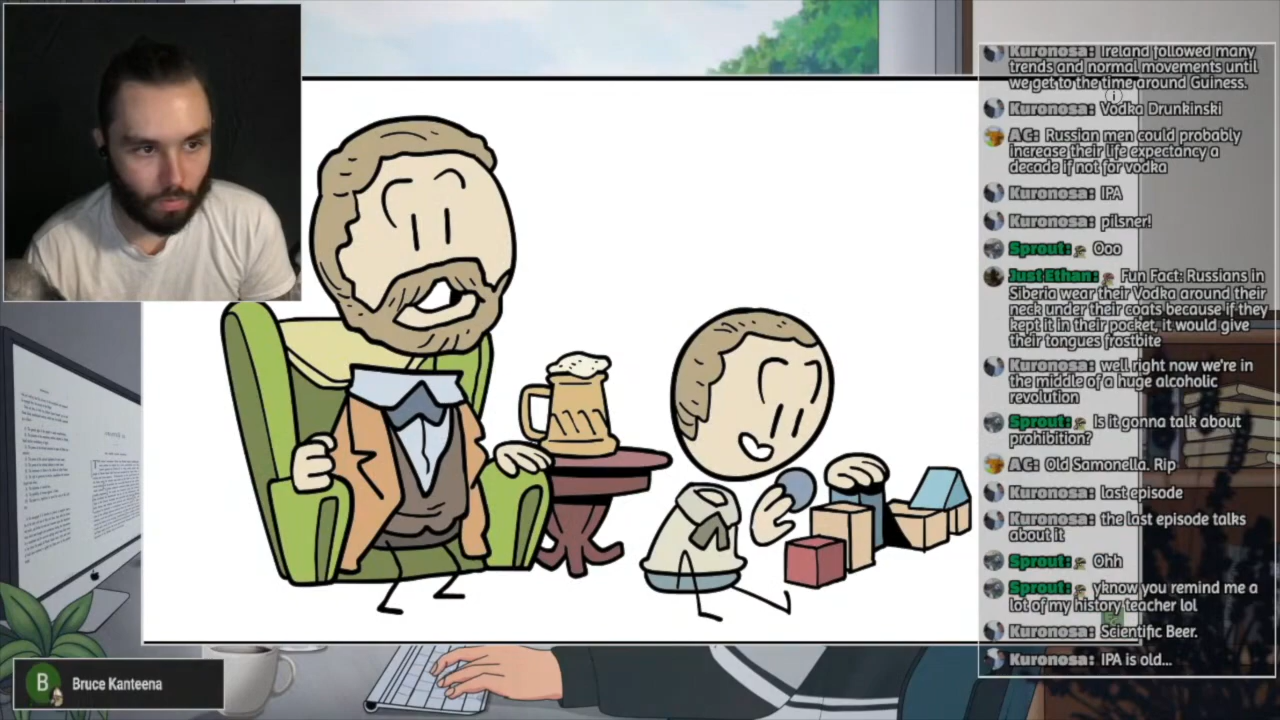 Kuronosa: Ireland followed many
trends and normal movements until
we get to the time around Guiness.
Kuronosa: Vodka Drunkinski
AC: Russian men could probably
increase their life expectancy a
decade if not for vodka
Kuronosa: IPA
Kuronosa: pilsner!
Sprout: Ooo
Just Ethan: Fun Fact: Russians in
Siberia wear their Vodka around their
neck under their coats because if they
kept it in their pocket, it would give
their tongues frostbite
Kuronosa: well right now we're in
the middle of a huge alcoholic
revolution
Sprout: Is it gonna talk about
prohibition?
AC: Old Samonella. Rip
Kuronosa: last episode
Kuronosa: the last episode talks
about it
Sprout: Ohh
Sprout: yknow you remind me a
lot of my history teacher lol
Kuronosa: Scientific Beer.
Kuronosa: IPA is old...
B Bruce Kanteena